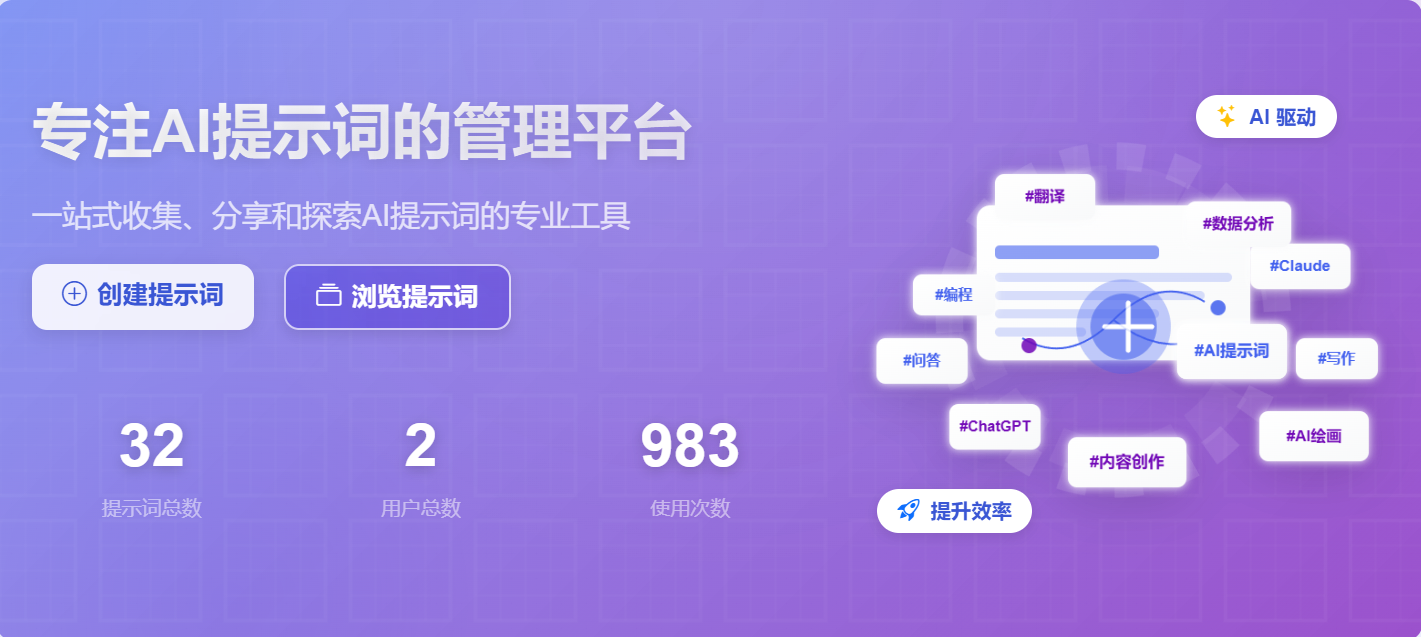 专注AI提示词的管理平台
一站式收集、分享和探索AI提示词的专业工具
创建提示词
浏览提示词
32
提示词总数
2
用户总数
983
使用次数
AI 驱动
#翻译
#数据分析
#Claude
#编程
#AI提示词
#写作
#问答
#ChatGPT
#AI绘画
#内容创作
提升效率